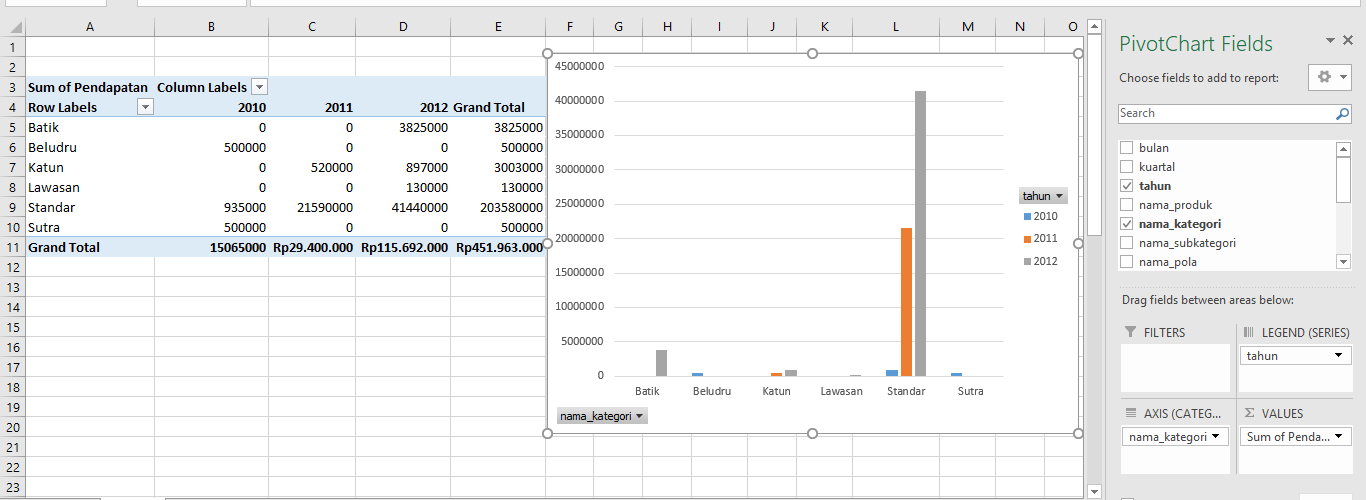 A B C D E F G H I J K L M N O
1
2
3 Sum of Pendapatan Column Labels
4 Row Labels 2010 2011 2012 Grand Total
5 Batik 0 0 3825000 3825000
6 Beludru 500000 0 0 500000
7 Katun 0 520000 897000 3003000
8 Lawasan 0 0 130000 130000
9 Standar 935000 21590000 41440000 203580000
10 Sutra 500000 0 0 500000
11 Grand Total 15065000 Rp29.400.000 Rp115.692.000 Rp451.963.000
12
13
14
15
16
17
18
19
20
21
22
23
45000000
40000000
35000000
30000000
25000000
20000000
15000000
10000000
5000000
0
Batik Beludru Katun Lawasan Standar Sutra
nama_kategori
tahun
2010
2011
2012
PivotChart Fields
Choose fields to add to report:
Search
bulan
kuartal
tahun
nama_produk
nama_kategori
nama_subkategori
nama_pola
Drag fields between areas below:
FILTERS
LEGEND (SERIES)
tahun
AXIS (CATEG...
nama_kategori
Σ VALUES
Sum of Penda...